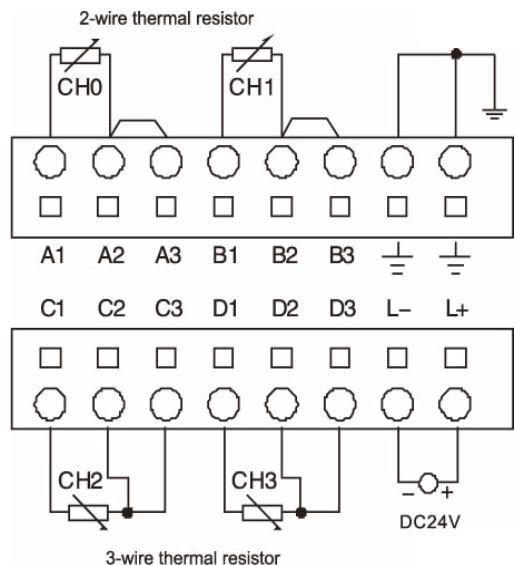 2-wire thermal resistor
CH0 CH1
A1 A2 A3 B1 B2 B3
C1 C2 C3 D1 D2 D3 L- L+
CH2 CH3 - +
DC24V
3-wire thermal resistor